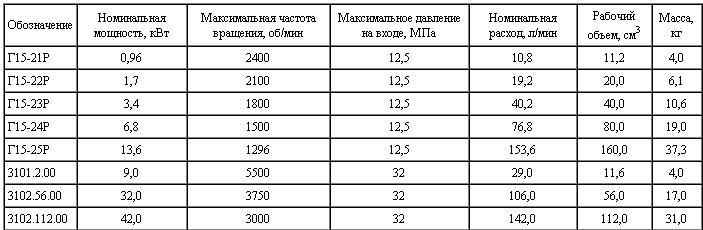 Обозначение | Номинальная мощность, кВт | Максимальная частота вращения, об/мин | Максимальное давление на входе, МПа | Номинальная расход, л/мин | Рабочий объем, см3 | Масса, кг
Г15-21Р | 0,96 | 2400 | 12,5 | 10,8 | 11,2 | 4,0
Г15-22Р | 1,7 | 2100 | 12,5 | 19,2 | 20,0 | 6,1
Г15-23Р | 3,4 | 1800 | 12,5 | 40,2 | 40,0 | 10,6
Г15-24Р | 6,8 | 1500 | 12,5 | 76,8 | 80,0 | 19,0
Г15-25Р | 13,6 | 1296 | 12,5 | 153,6 | 160,0 | 37,3
3101.2.00 | 9,0 | 5500 | 32 | 29,0 | 11,6 | 4,0
3102.56.00 | 32,0 | 3750 | 32 | 106,0 | 56,0 | 17,0
3102.112.00 | 42,0 | 3000 | 32 | 142,0 | 112,0 | 31,0